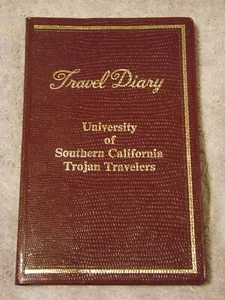 Travel Diary
University
of
Southern California
Trojan Travelers